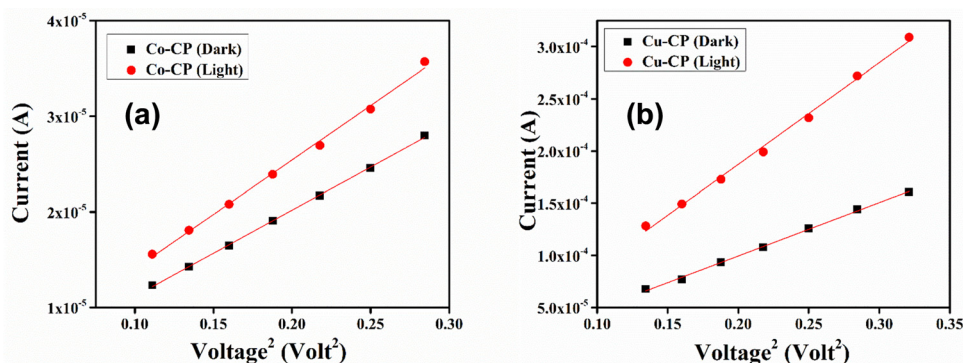 4x10⁻⁵
3x10⁻⁵
2x10⁻⁵
1x10⁻⁵
Current (A)
Co-CP (Dark)
Co-CP (Light)
(a)
0.10 0.15 0.20 0.25 0.30
Voltage² (Volt²)
3.0x10⁻⁴
2.5x10⁻⁴
2.0x10⁻⁴
1.5x10⁻⁴
1.0x10⁻⁴
5.0x10⁻⁵
Current (A)
Cu-CP (Dark)
Cu-CP (Light)
(b)
0.10 0.15 0.20 0.25 0.30 0.35
Voltage² (Volt²)